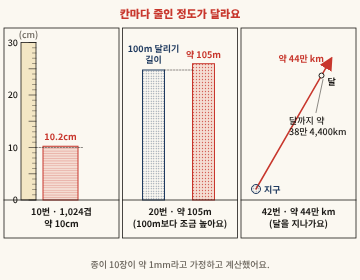 칸마다 줄인 정도가 달라요
(cm)
30
20
10
0
10.2cm
10번 · 1,024겹
약 10cm
100m 달리기
길이
약 105m
20번 · 약 105m
(100m보다 조금 높아요)
약 44만 km
달
달까지 약
38만 4,400km
지구
42번 · 약 44만 km
(달을 지나가요)
종이 10장이 약 1mm라고 가정하고 계산했어요.